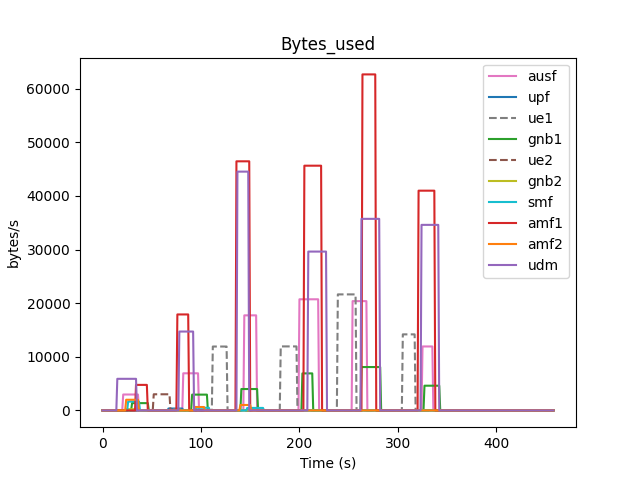 Bytes_used
60000
50000
40000
30000
20000
10000
0
bytes/s
0
100
200
300
400
Time (s)
ausf
upf
ue1
gnb1
ue2
gnb2
smf
amf1
amf2
udm